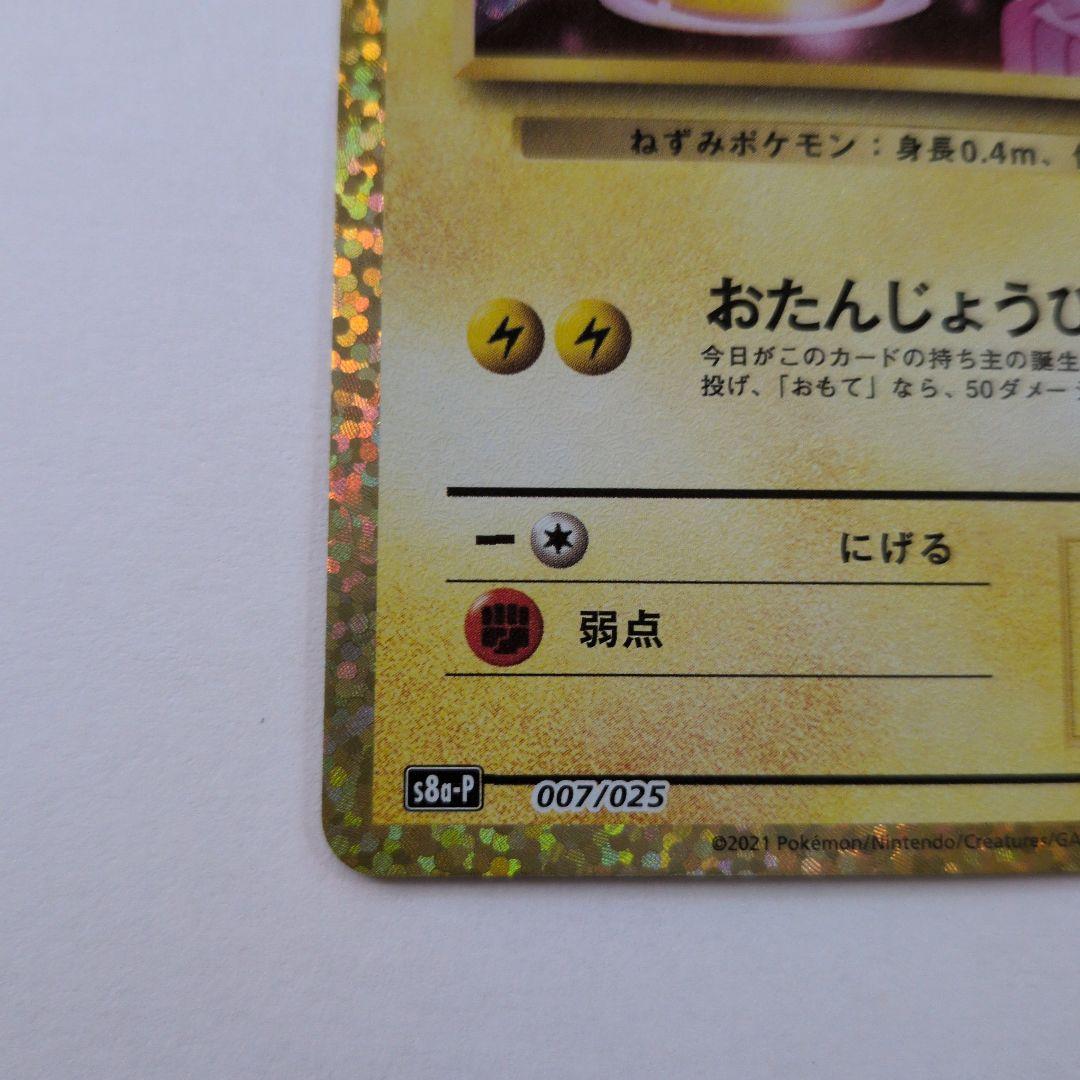 ねずみポケモン：身長0.4m、
おたんじょうび
今日がこのカードの持ち主の誕生
投げ、「おもて」なら、50ダメー
にげる
弱点
s8a-P 007/025
©2021 Pokémon/Nintendo/Creatures/GA